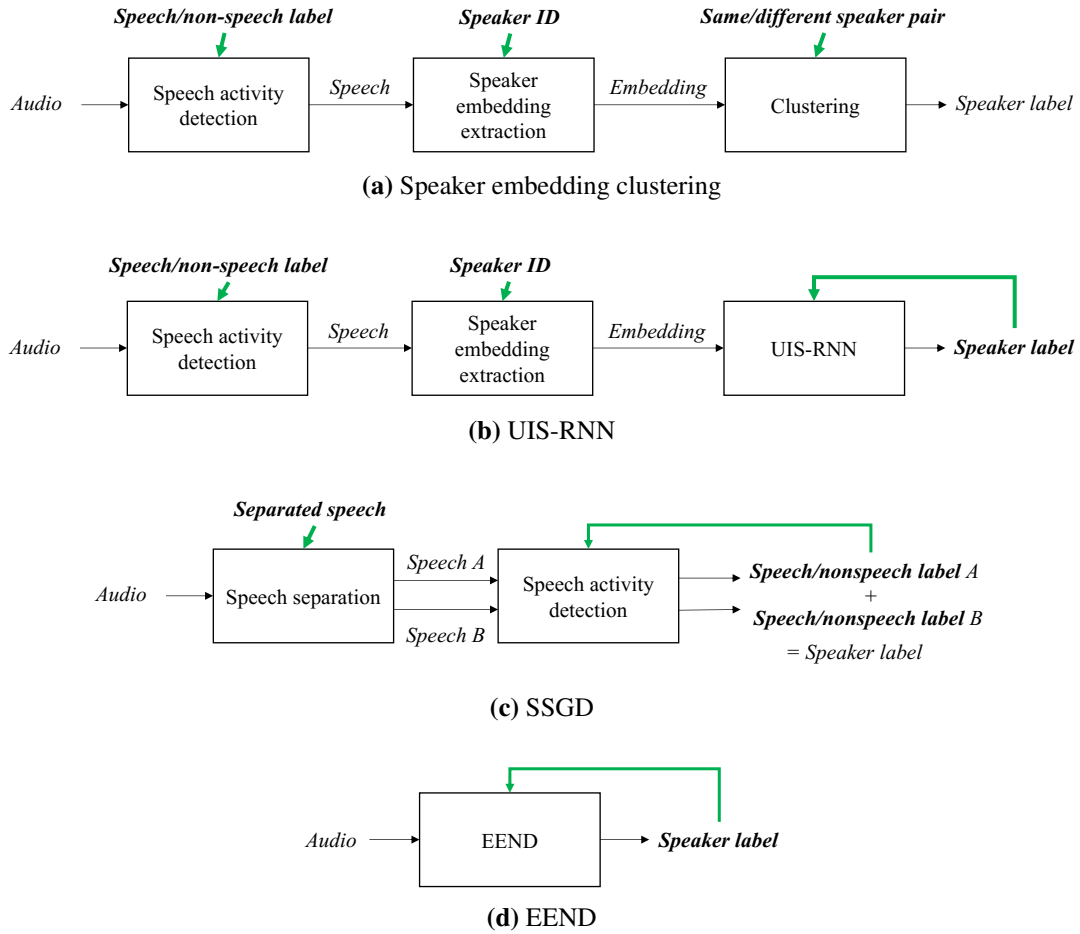 Speech/non-speech label Speaker ID Same/different speaker pair
Audio Speech activity detection Speech Speaker embedding extraction Embedding Clustering Speaker label
(a) Speaker embedding clustering
Speech/non-speech label Speaker ID
Audio Speech activity detection Speech Speaker embedding extraction Embedding UIS-RNN Speaker label
(b) UIS-RNN
Separated speech
Audio Speech separation Speech A Speech B Speech activity detection Speech/nonspeech label A
+
Speech/nonspeech label B
= Speaker label
(c) SSGD
Audio EEND Speaker label
(d) EEND